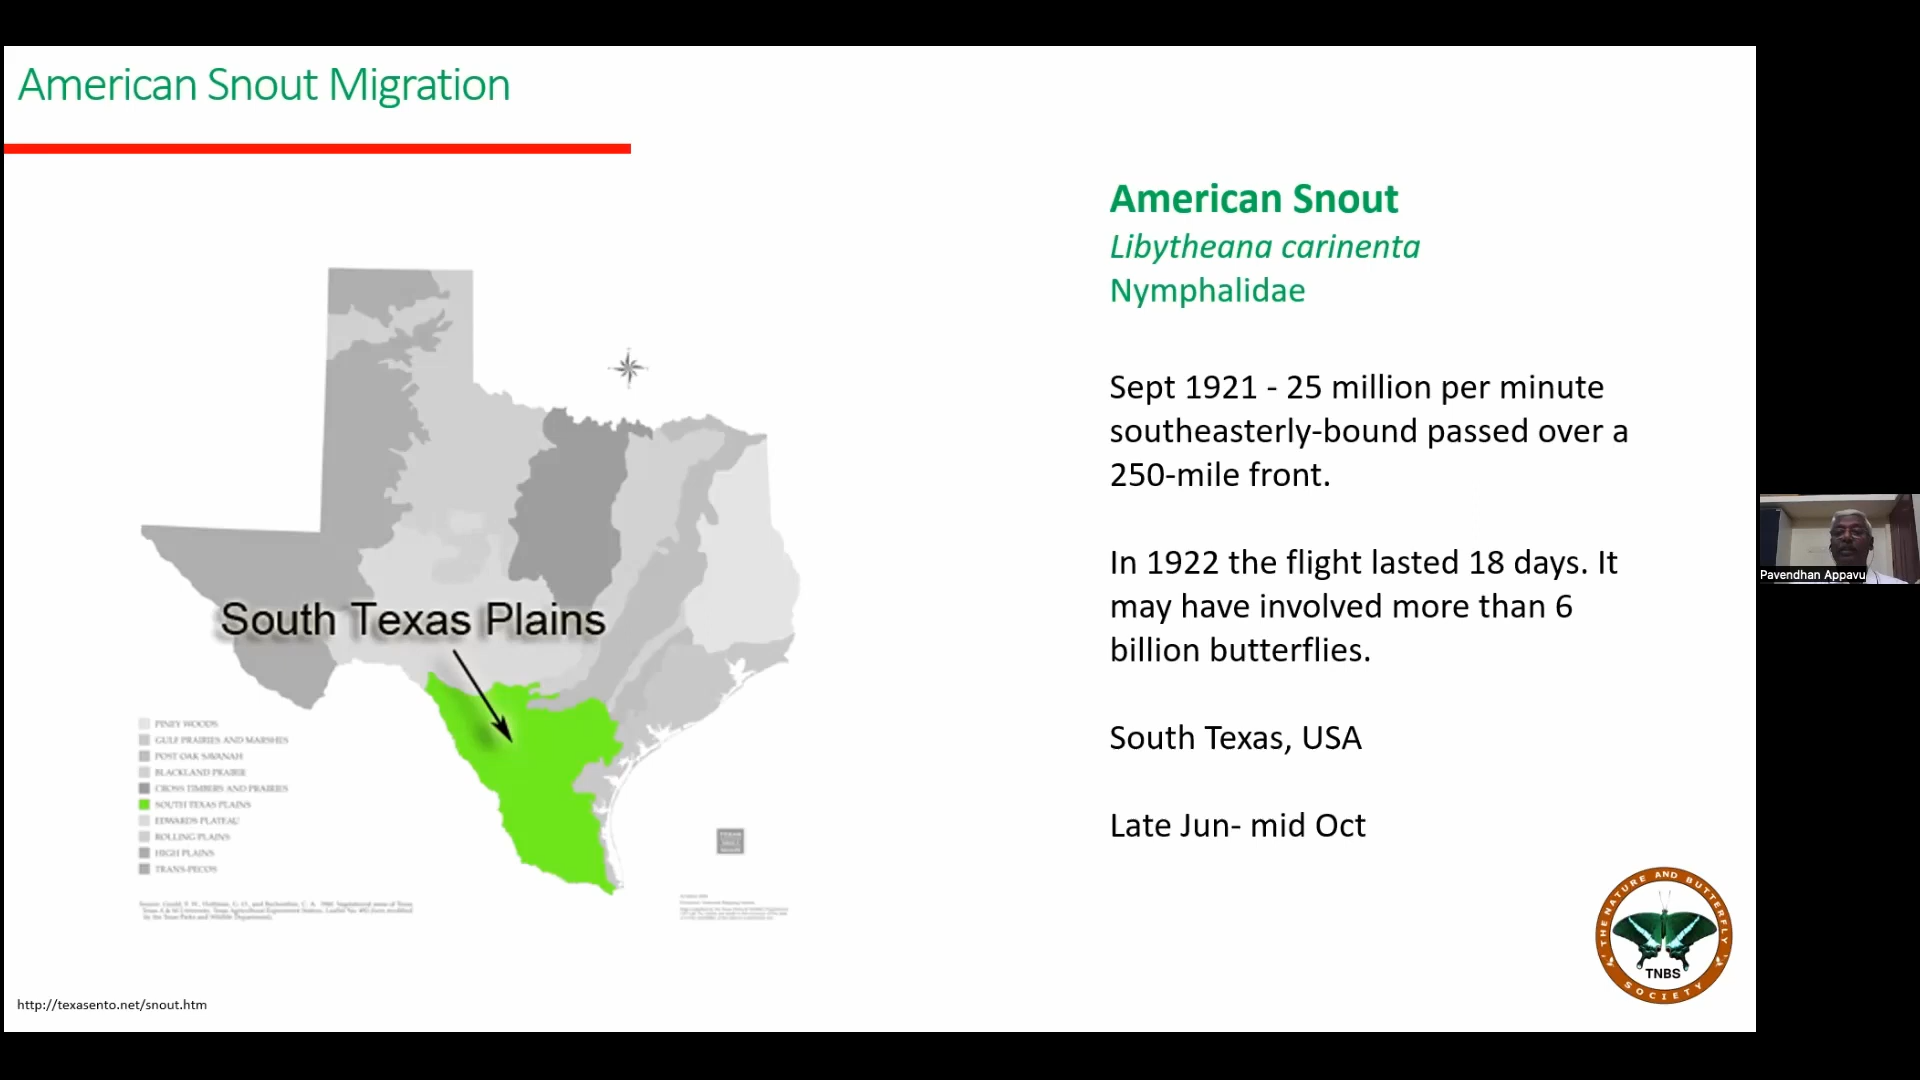 American Snout Migration
American Snout
Libytheana carinenta
Nymphalidae
Sept 1921 - 25 million per minute
southeasterly-bound passed over a
250-mile front.
In 1922 the flight lasted 18 days. It
may have involved more than 6
billion butterflies.
South Texas, USA
Late Jun- mid Oct
South Texas Plains
PINEY WOODS
GULF PRAIRIES AND MARSHES
POST OAK SAVANAH
BLACKLAND PRAIRIE
CROSS TIMBERS AND PRAIRIES
SOUTH TEXAS PLAINS
EDWARDS PLATEAU
ROLLING PLAINS
HIGH PLAINS
TRANS-PECOS
http://texasento.net/snout.htm
THE NATURE AND BUTTERFLY
TNBS
SOCIETY
Pavendhan Appavu